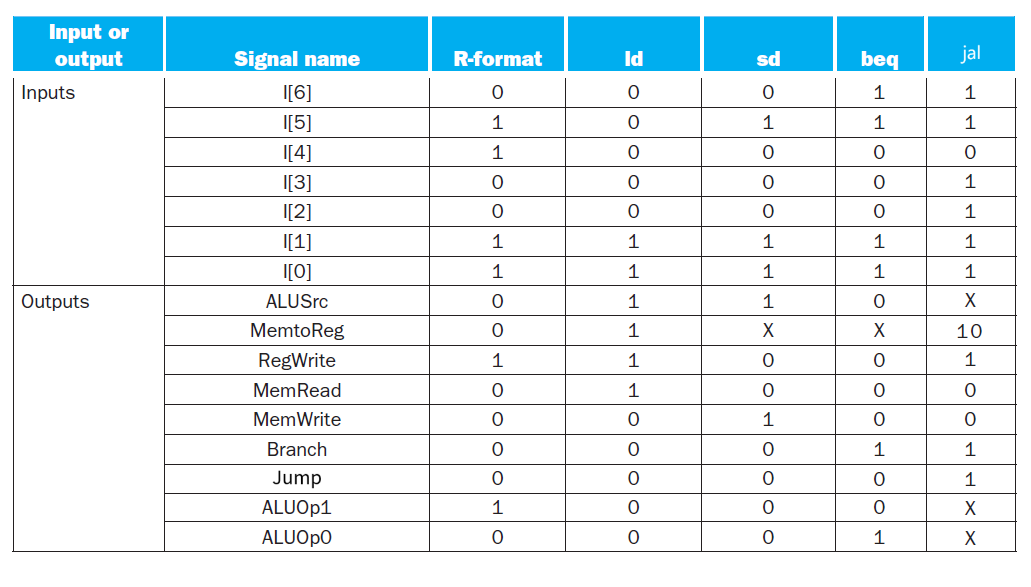 Input or output Signal name R-format ld sd beq jal
Inputs I[6] 0 0 0 1 1
I[5] 1 0 1 1 1
I[4] 1 0 0 0 0
I[3] 0 0 0 0 1
I[2] 0 0 0 0 1
I[1] 1 1 1 1 1
I[0] 1 1 1 1 1
Outputs ALUSrc 0 1 1 0 X
MemtoReg 0 1 X X 10
RegWrite 1 1 0 0 1
MemRead 0 1 0 0 0
MemWrite 0 0 1 0 0
Branch 0 0 0 1 1
Jump 0 0 0 0 1
ALUOp1 1 0 0 0 X
ALUOp0 0 0 0 1 X